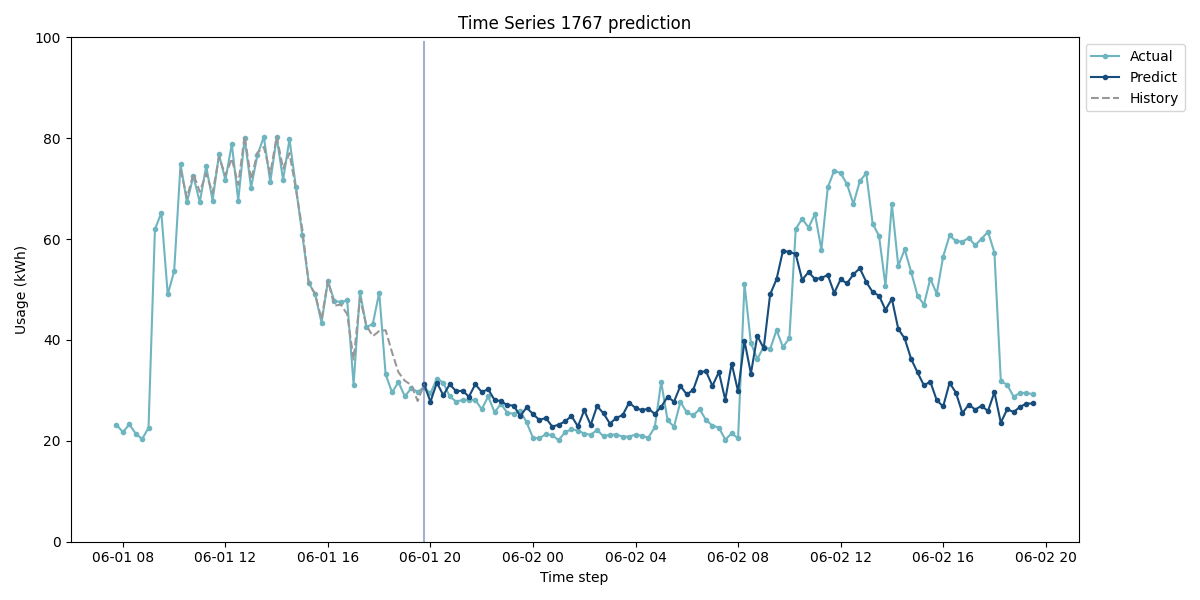 Time Series 1767 prediction
Usage (kWh)
100
80
60
40
20
0
Actual
Predict
History
06-01 08
06-01 12
06-01 16
06-01 20
06-02 00
06-02 04
06-02 08
06-02 12
06-02 16
06-02 20
Time step